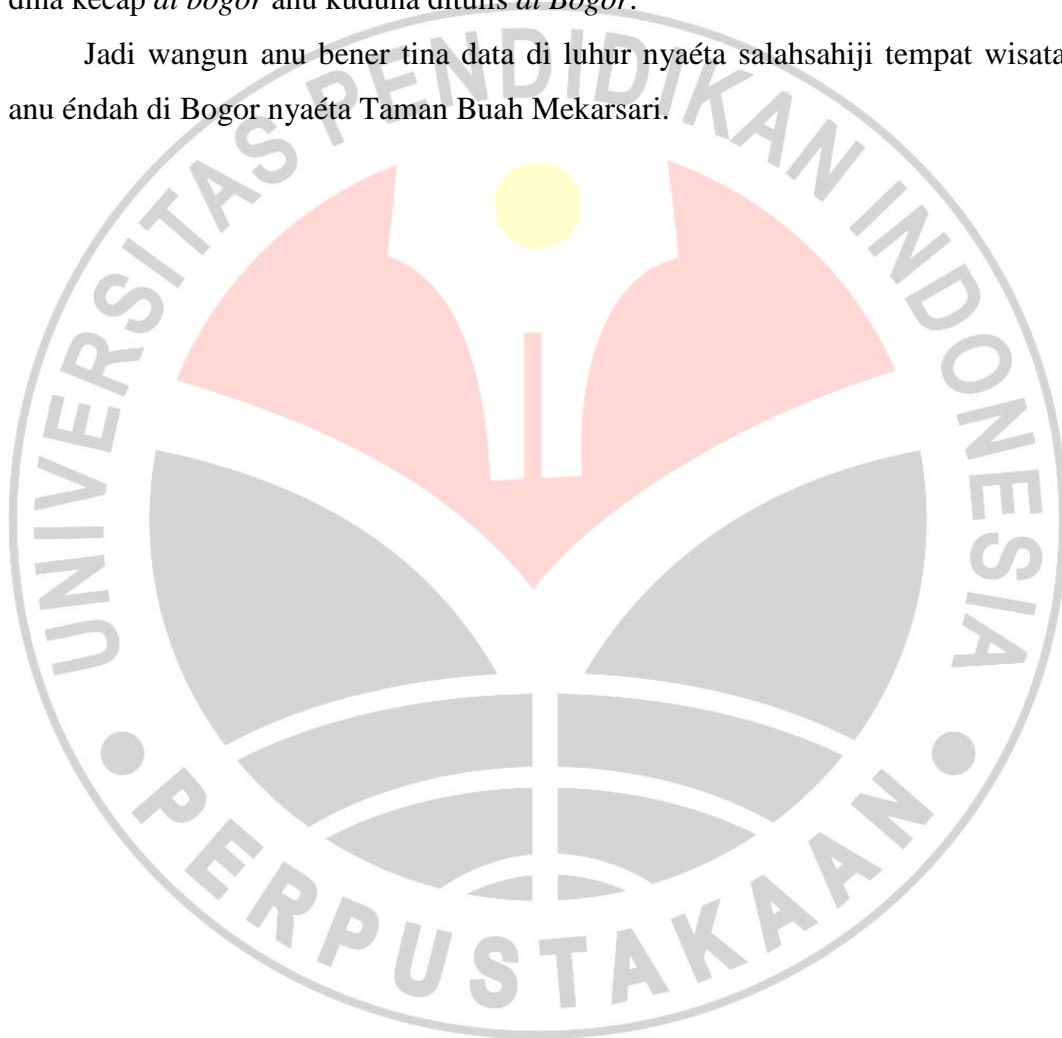 dina kecap di bogor anu kuduna ditulis di Bogor.
Jadi wangun anu bener tina data di luhur nyaéta salahsahiji tempat wisata
anu éndah di Bogor nyaéta Taman Buah Mekarsari.
UNIVERSITAS PENDIDIKAN INDONESIA
PERPUSTAKAAN